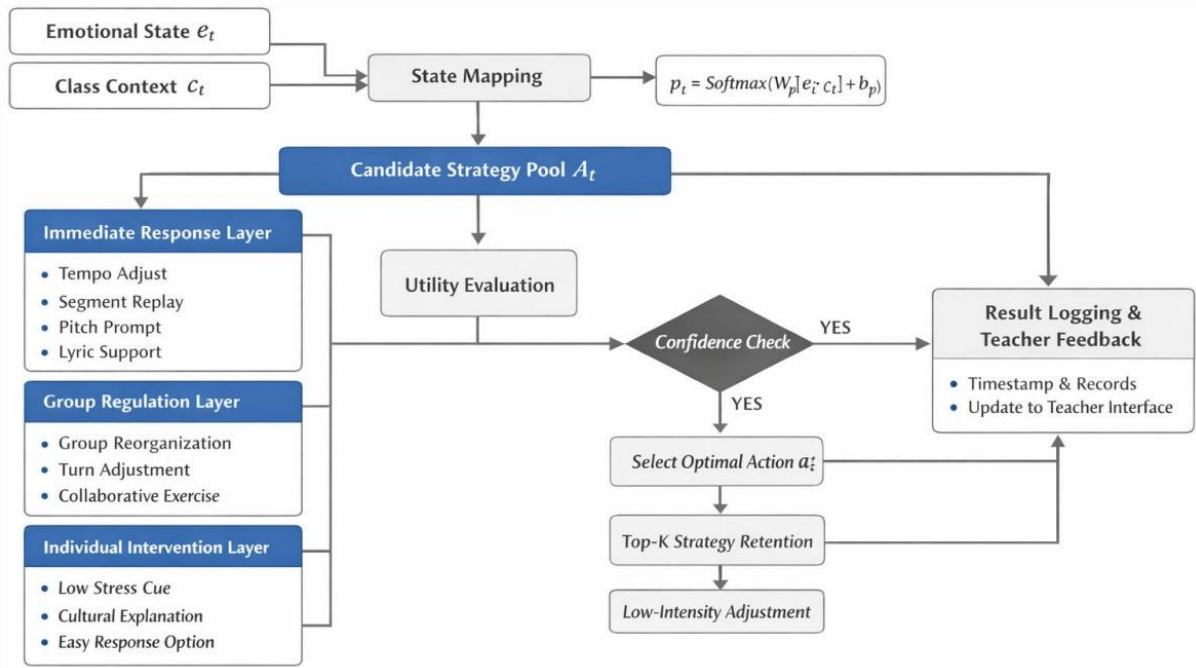 Emotional State e_t
Class Context c_t
State Mapping
p_t = Softmax(W_p] e_i· c_t] + b_p)
Candidate Strategy Pool A_t
Immediate Response Layer
• Tempo Adjust
• Segment Replay
• Pitch Prompt
• Lyric Support
Group Regulation Layer
• Group Reorganization
• Turn Adjustment
• Collaborative Exercise
Individual Intervention Layer
• Low Stress Cue
• Cultural Explanation
• Easy Response Option
Utility Evaluation
Confidence Check
YES
YES
Select Optimal Action a_t^*
Top-K Strategy Retention
Low-Intensity Adjustment
Result Logging &
Teacher Feedback
• Timestamp & Records
• Update to Teacher Interface